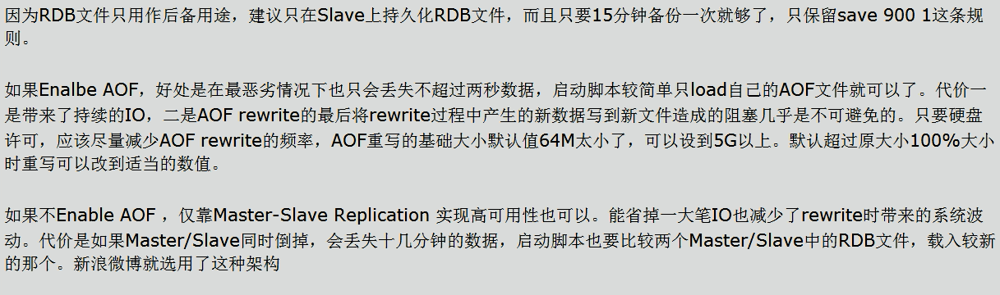 因为RDB文件只用作后备用途，建议只在Slave上持久化RDB文件，而且只要15分钟备份一次就够了，只保留save 900 1这条规
则。
如果Enalbe AOF，好处是在最恶劣情况下也只会丢失不超过两秒数据，启动脚本较简单只load自己的AOF文件就可以了。代价一
是带来了持续的IO，二是AOF rewrite的最后将rewrite过程中产生的新数据写到新文件造成的阻塞几乎是不可避免的。只要硬盘
许可，应该尽量减少AOF rewrite的频率，AOF重写的基础大小默认值64M太小了，可以设到5G以上。默认超过原大小100%大小
时重写可以改到适当的数值。
如果不Enable AOF ，仅靠Master-Slave Replication 实现高可用性也可以。能省掉一大笔IO也减少了rewrite时带来的系统波
动。代价是如果Master/Slave同时倒掉，会丢失十几分钟的数据，启动脚本也要比较两个Master/Slave中的RDB文件，载入较新
的那个。新浪微博就选用了这种架构